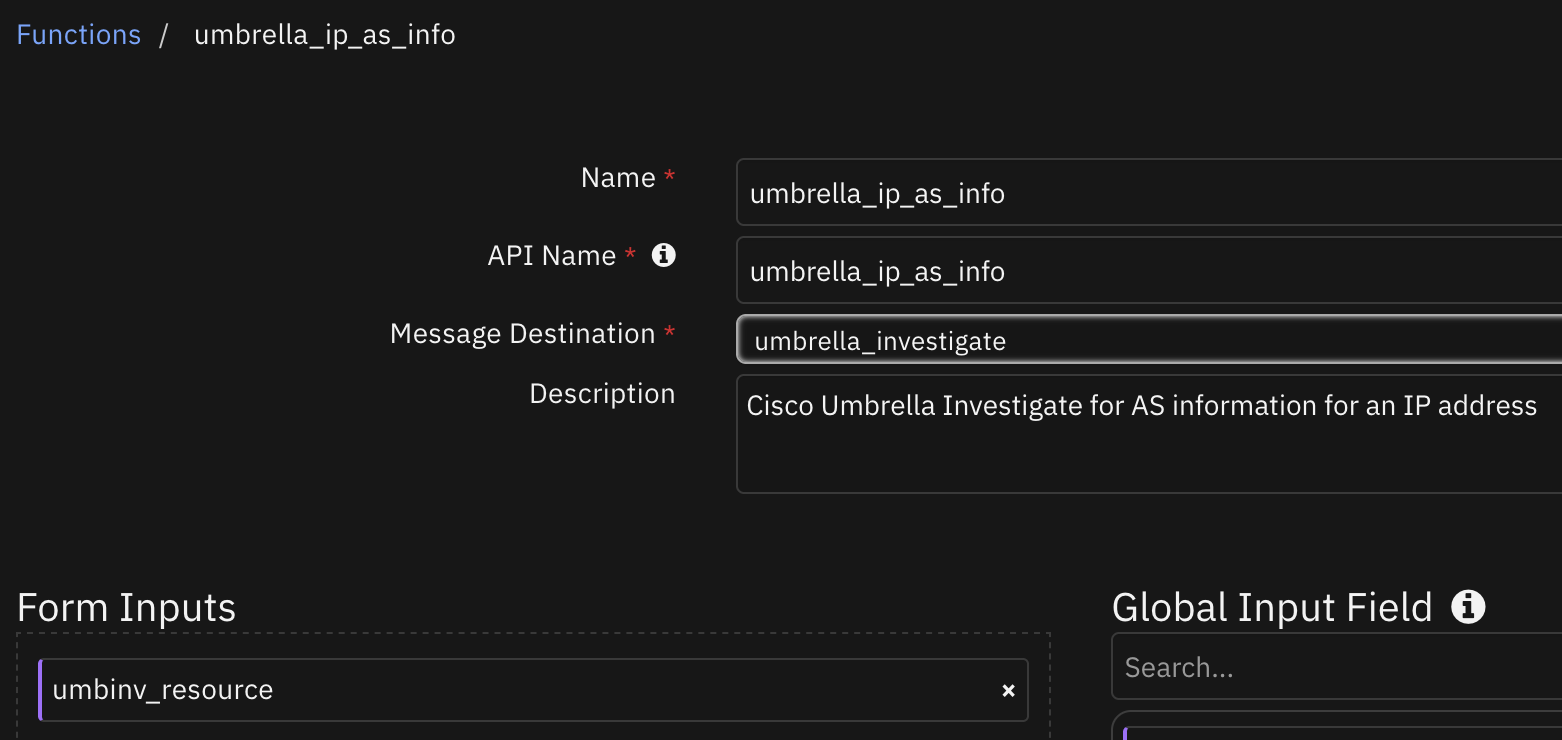 Functions / umbrella_ip_as_info
Name *
umbrella_ip_as_info
API Name *
umbrella_ip_as_info
Message Destination *
umbrella_investigate
Description
Cisco Umbrella Investigate for AS information for an IP address
Form Inputs
umbinv_resource ×
Global Input Field
Search...